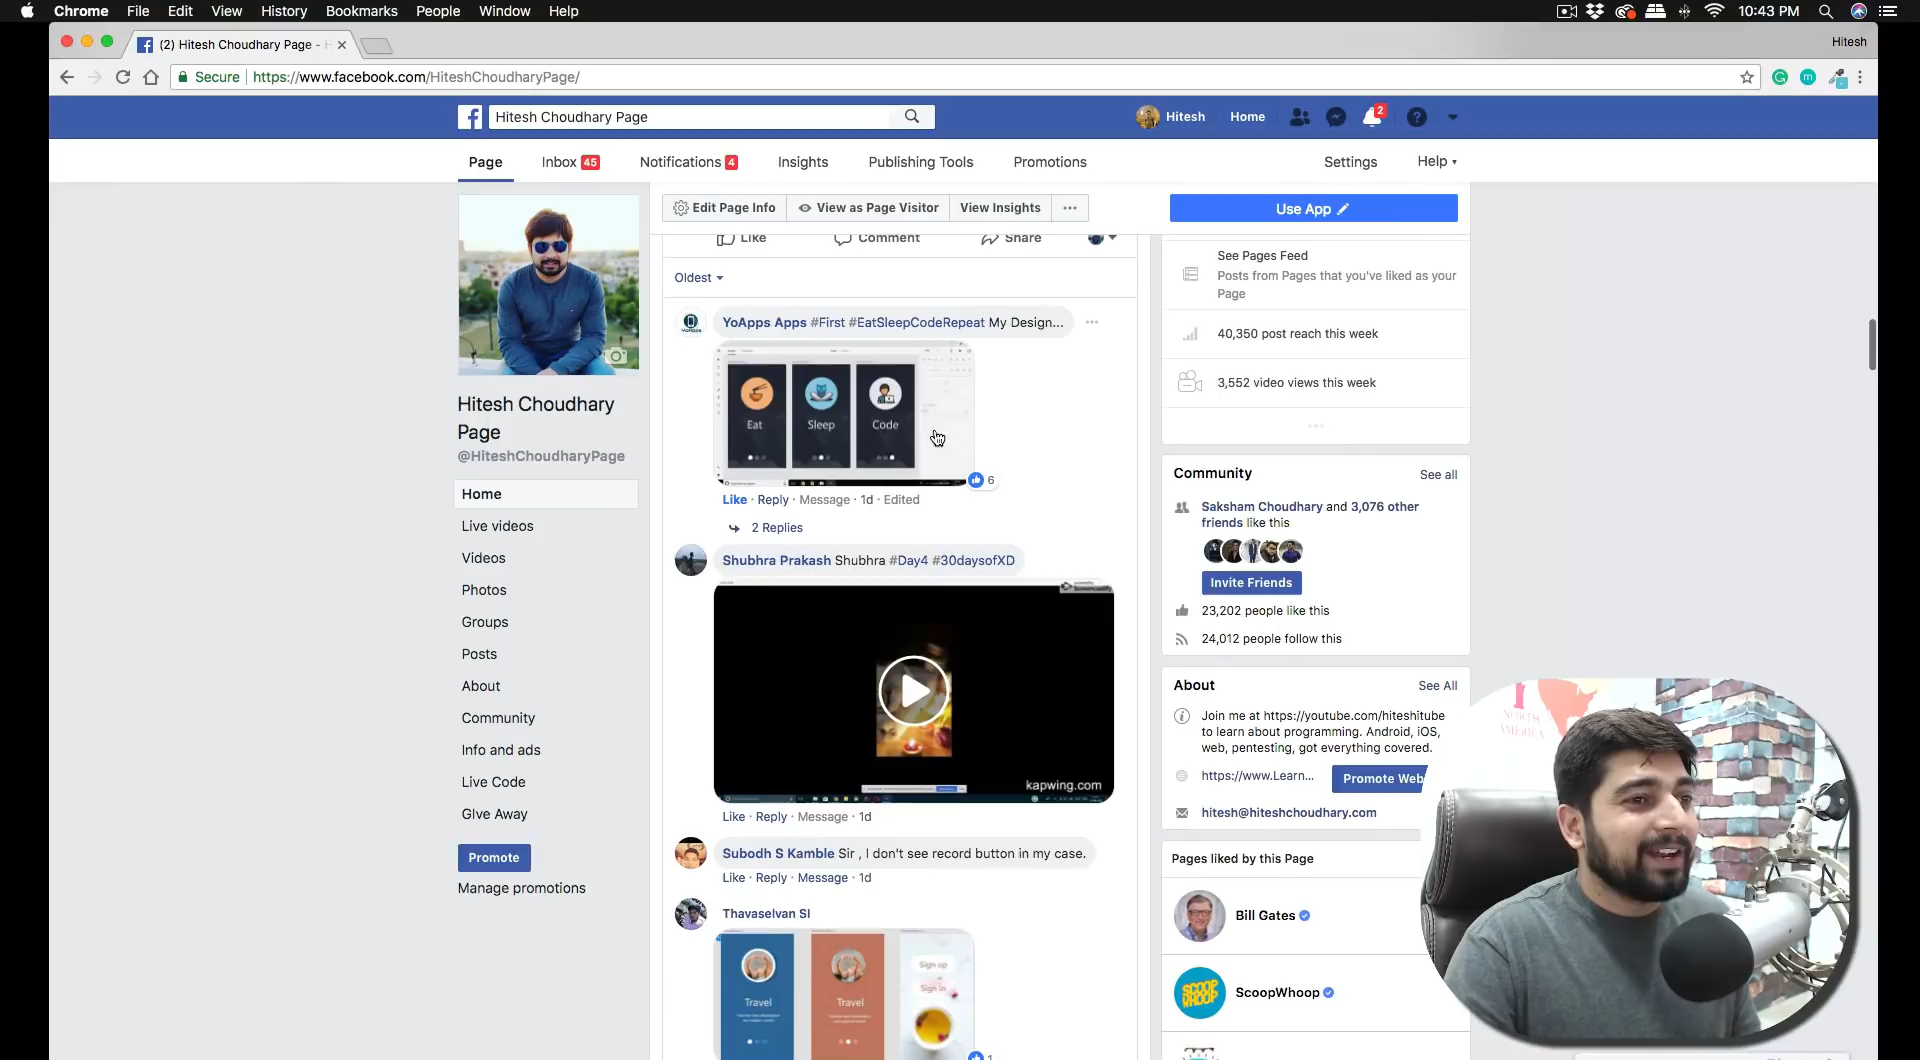 Chrome File Edit View History Bookmarks People Window Help
10:43 PM
(2) Hitesh Choudhary Page -
Hitesh
Secure https://www.facebook.com/HiteshChoudharyPage/
Hitesh Choudhary Page
Hitesh Home 2
Page Inbox 45 Notifications 4 Insights Publishing Tools Promotions Settings Help
Edit Page Info View as Page Visitor View Insights ...
Use App
Like Comment Share
Oldest
See Pages Feed
Posts from Pages that you've liked as your
Page
40,350 post reach this week
3,552 video views this week
Hitesh Choudhary
Page
@HiteshChoudharyPage
Home
Live videos
Videos
Photos
Groups
Posts
About
Community
Info and ads
Live Code
GIve Away
Promote
Manage promotions
YoApps Apps #First #EatSleepCodeRepeat My Design...
Eat Sleep Code
6
Like · Reply · Message · 1d · Edited
2 Replies
Shubhra Prakash Shubhra #Day4 #30daysofXD
kapwing.com
Like · Reply · Message · 1d
Subodh S Kamble Sir , I don't see record button in my case.
Like · Reply · Message · 1d
Thavaselvan Sl
Travel Travel
Sign up
Sign in
1
Community See all
Saksham Choudhary and 3,076 other
friends like this
Invite Friends
23,202 people like this
24,012 people follow this
About See All
Join me at https://youtube.com/hiteshitube
to learn about programming. Android, iOS,
web, pentesting, got everything covered.
https://www.Learn... Promote Web
hitesh@hiteshchoudhary.com
Pages liked by this Page
Bill Gates
ScoopWhoop
SCOOP
WHOOP
NORTH
AMERICA